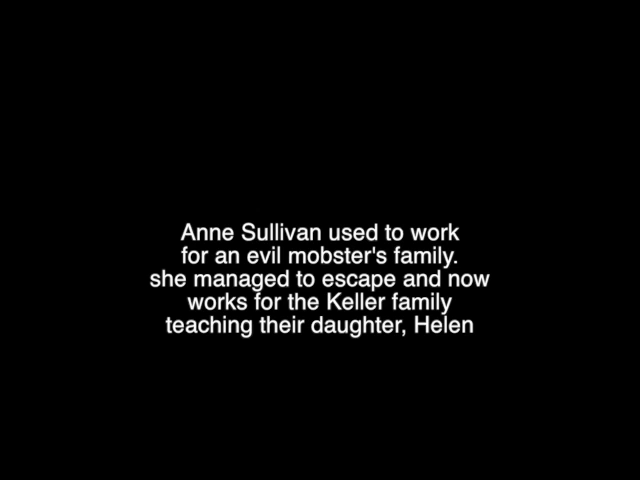 Anne Sullivan used to work
for an evil mobster's family.
she managed to escape and now
works for the Keller family
teaching their daughter, Helen